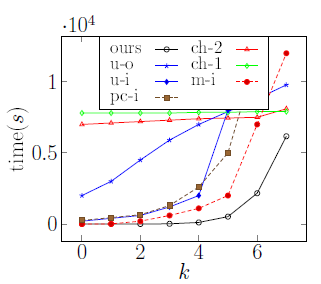 ·10⁴
ours ch-2
u-o ch-1
u-i m-i
pc-i
1
0.5
0
time(s)
0 2 4 6
k